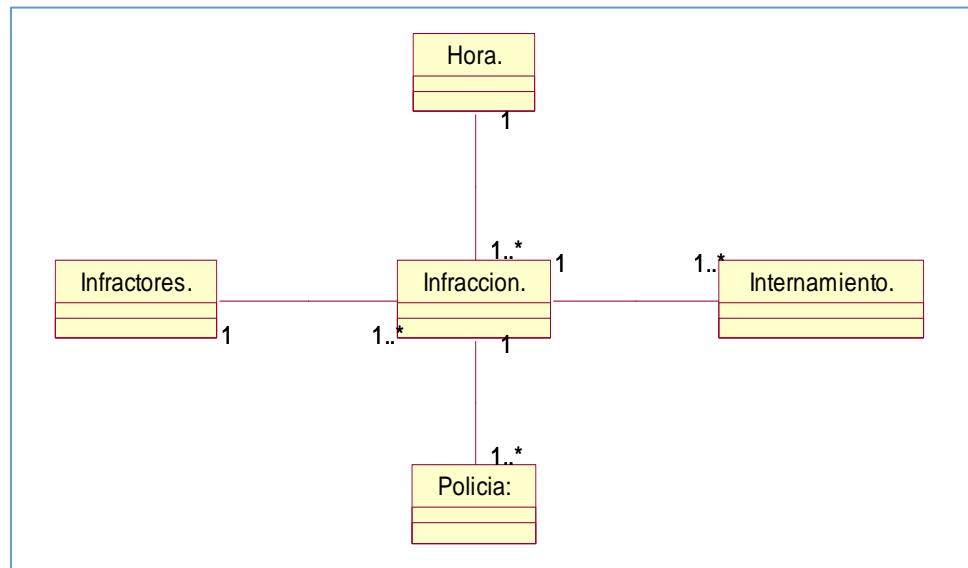 Hora.
1
1..*
Infractores.
1
1..*
Infraccion.
1
1
1..*
Internamiento.
1..*
Policia: